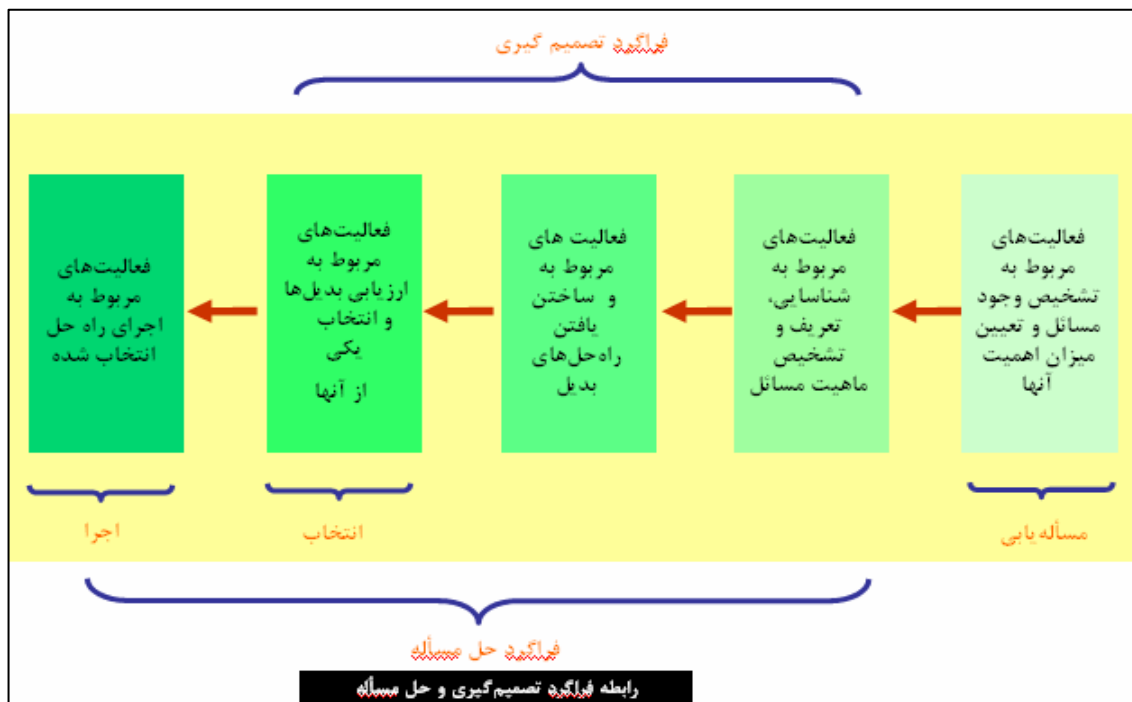 فراگرد تصمیم گیری
فعالیت‌های
مربوط به
تشخیص وجود
مسائل و تعیین
میزان اهمیت
آنها
فعالیت‌های
مربوط به
شناسایی،
تعریف و
تشخیص
ماهیت مسائل
فعالیت های
مربوط به
و ساختن
یافتن
راه‌حل‌های
بدیل
فعالیت‌های
مربوط به
ارزیابی بدیل‌ها
و انتخاب
یکی
از آنها
فعالیت‌های
مربوط به
اجرای راه حل
انتخاب شده
مسأله‌یابی
انتخاب
اجرا
فراگرد حل مسأله
رابطه فراگرد تصمیم‌گیری و حل مسأله